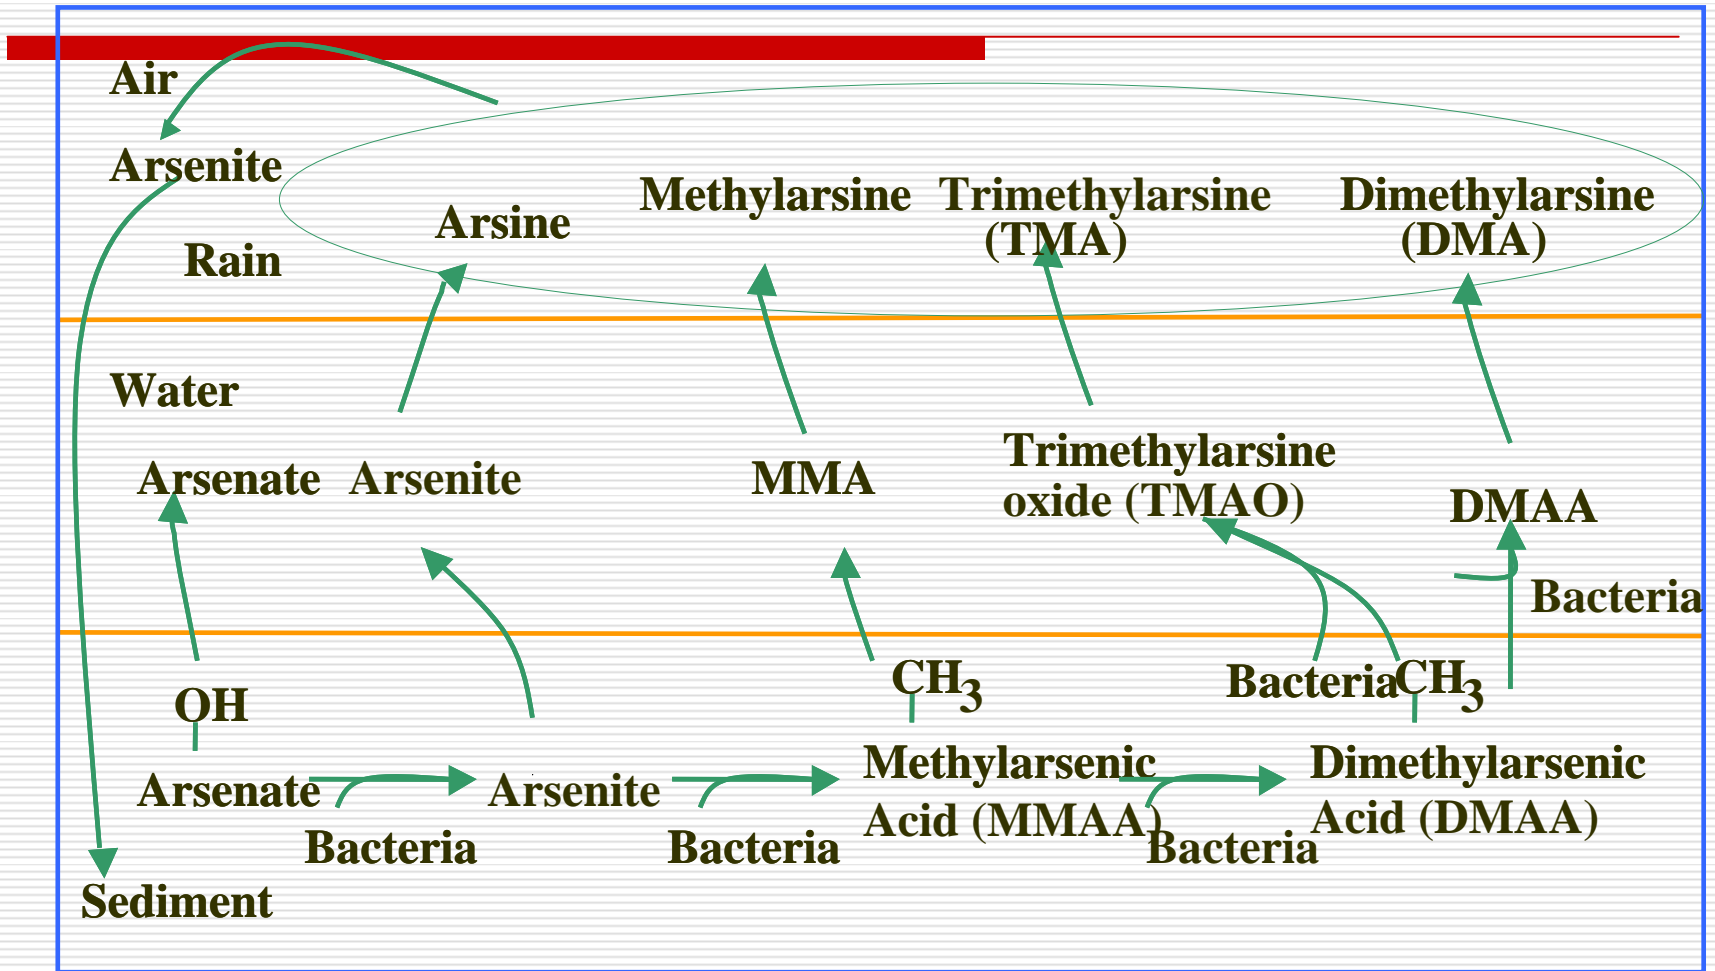 Air
Arsenite
Methylarsine Trimethylarsine Dimethylarsine
Arsine (TMA) (DMA)
Rain
Water
Trimethylarsine
Arsenate Arsenite MMA oxide (TMAO) DMAA
Bacteria
CH3 Bacteria CH3
OH
Methylarsenic Dimethylarsenic
Arsenate Arsenite Acid (MMAA) Acid (DMAA)
Bacteria Bacteria Bacteria
Sediment